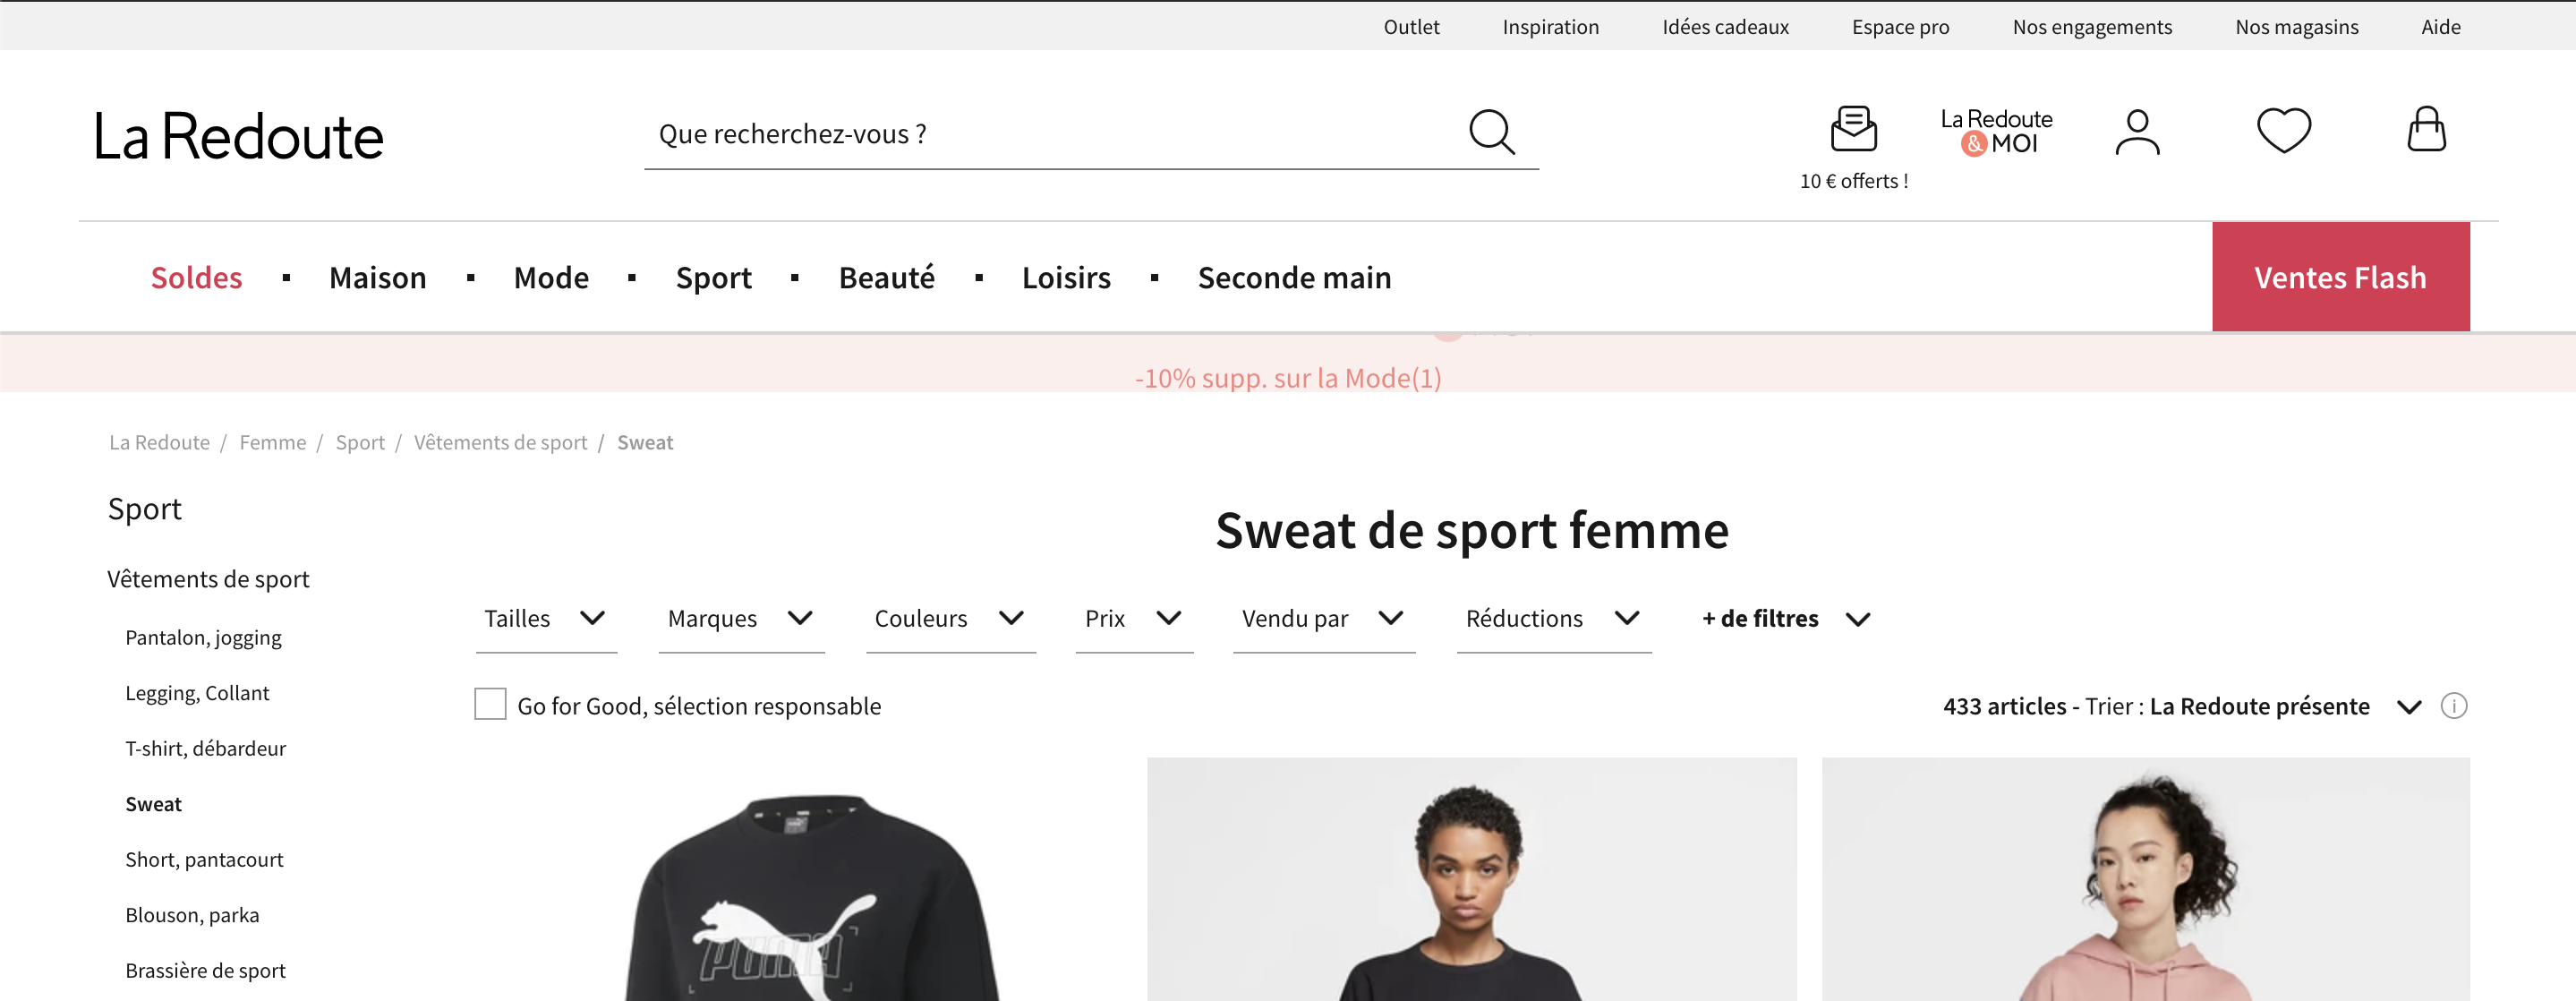 Outlet Inspiration Idées cadeaux Espace pro Nos engagements Nos magasins Aide
La Redoute
Que recherchez-vous ?
10 € offerts !
La Redoute
& MOI
Soldes Maison Mode Sport Beauté Loisirs Seconde main Ventes Flash
-10% supp. sur la Mode(1)
La Redoute / Femme / Sport / Vêtements de sport / Sweat
Sport
Sweat de sport femme
Vêtements de sport
Tailles Marques Couleurs Prix Vendu par Réductions + de filtres
Pantalon, jogging
Legging, Collant
Go for Good, sélection responsable
433 articles - Trier : La Redoute présente
T-shirt, débardeur
Sweat
Short, pantacourt
Blouson, parka
Brassière de sport
PUMA